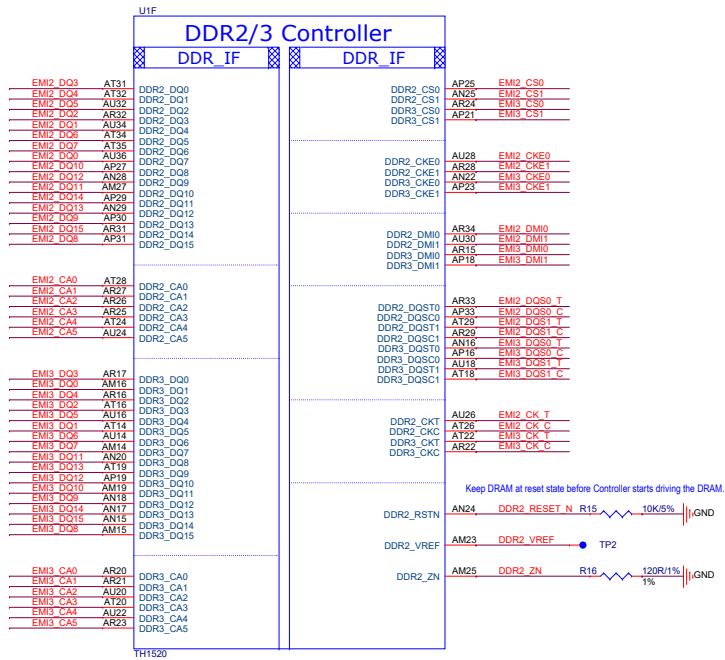 U1F
DDR2/3 Controller
DDR_IF DDR_IF
EMI2_DQ3 AT31 DDR2_DQ0
EMI2_DQ4 AT32 DDR2_DQ1
EMI2_DQ5 AU32 DDR2_DQ2
EMI2_DQ2 AR32 DDR2_DQ3
EMI2_DQ1 AU34 DDR2_DQ4
EMI2_DQ6 AT34 DDR2_DQ5
EMI2_DQ7 AT35 DDR2_DQ6
EMI2_DQ0 AU36 DDR2_DQ7
EMI2_DQ10 AP27 DDR2_DQ8
EMI2_DQ12 AN28 DDR2_DQ9
EMI2_DQ11 AM27 DDR2_DQ10
EMI2_DQ14 AP29 DDR2_DQ11
EMI2_DQ13 AN29 DDR2_DQ12
EMI2_DQ9 AP30 DDR2_DQ13
EMI2_DQ15 AR31 DDR2_DQ14
EMI2_DQ8 AP31 DDR2_DQ15
EMI2_CA0 AT28 DDR2_CA0
EMI2_CA1 AR27 DDR2_CA1
EMI2_CA2 AR26 DDR2_CA2
EMI2_CA3 AR25 DDR2_CA3
EMI2_CA4 AT24 DDR2_CA4
EMI2_CA5 AU24 DDR2_CA5
EMI3_DQ3 AR17 DDR3_DQ0
EMI3_DQ0 AM16 DDR3_DQ1
EMI3_DQ4 AR16 DDR3_DQ2
EMI3_DQ2 AT16 DDR3_DQ3
EMI3_DQ5 AU16 DDR3_DQ4
EMI3_DQ1 AT14 DDR3_DQ5
EMI3_DQ6 AU14 DDR3_DQ6
EMI3_DQ7 AM14 DDR3_DQ7
EMI3_DQ11 AN20 DDR3_DQ8
EMI3_DQ13 AT19 DDR3_DQ9
EMI3_DQ12 AP19 DDR3_DQ10
EMI3_DQ10 AM19 DDR3_DQ11
EMI3_DQ9 AN18 DDR3_DQ12
EMI3_DQ14 AN17 DDR3_DQ13
EMI3_DQ15 AN15 DDR3_DQ14
EMI3_DQ8 AM15 DDR3_DQ15
EMI3_CA0 AR20 DDR3_CA0
EMI3_CA1 AR21 DDR3_CA1
EMI3_CA2 AU20 DDR3_CA2
EMI3_CA3 AT20 DDR3_CA3
EMI3_CA4 AU22 DDR3_CA4
EMI3_CA5 AR23 DDR3_CA5
DDR2_CS0 AP25 EMI2_CS0
DDR2_CS1 AN25 EMI2_CS1
DDR3_CS0 AR24 EMI3_CS0
DDR3_CS1 AP21 EMI3_CS1
DDR2_CKE0 AU28 EMI2_CKE0
DDR2_CKE1 AR28 EMI2_CKE1
DDR3_CKE0 AN22 EMI3_CKE0
DDR3_CKE1 AP23 EMI3_CKE1
DDR2_DMI0 AR34 EMI2_DMI0
DDR2_DMI1 AU30 EMI2_DMI1
DDR3_DMI0 AR15 EMI3_DMI0
DDR3_DMI1 AP18 EMI3_DMI1
DDR2_DQST0 AR33 EMI2_DQS0_T
DDR2_DQSC0 AP33 EMI2_DQS0_C
DDR2_DQST1 AT29 EMI2_DQS1_T
DDR2_DQSC1 AR29 EMI2_DQS1_C
DDR3_DQST0 AN16 EMI3_DQS0_T
DDR3_DQSC0 AP16 EMI3_DQS0_C
DDR3_DQST1 AU18 EMI3_DQS1_T
DDR3_DQSC1 AT18 EMI3_DQS1_C
DDR2_CKT AU26 EMI2_CK_T
DDR2_CKC AT26 EMI2_CK_C
DDR3_CKT AT22 EMI3_CK_T
DDR3_CKC AR22 EMI3_CK_C
Keep DRAM at reset state before Controller starts driving the DRAM.
DDR2_RSTN AN24 DDR2_RESET_N R15 10K/5% GND
DDR2_VREF AM23 DDR2_VREF TP2
DDR2_ZN AM25 DDR2_ZN R16 120R/1% GND
1%
TH1520